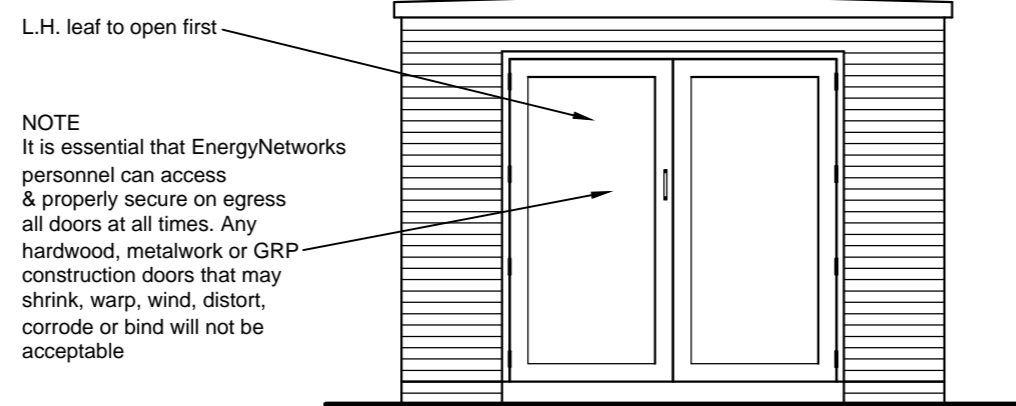 L.H. leaf to open first
NOTE
It is essential that EnergyNetworks
personnel can access
& properly secure on egress
all doors at all times. Any
hardwood, metalwork or GRP
construction doors that may
shrink, warp, wind, distort,
corrode or bind will not be
acceptable